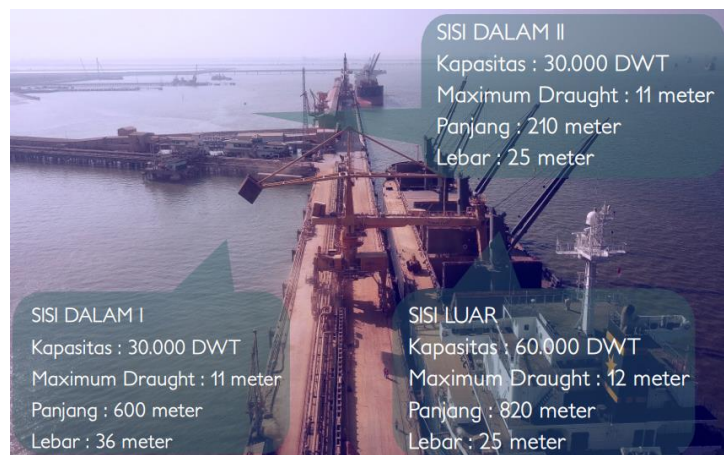 SISI DALAM II
Kapasitas : 30.000 DWT
Maximum Draught : 11 meter
Panjang : 210 meter
Lebar : 25 meter
SISI DALAM I
Kapasitas : 30.000 DWT
Maximum Draught : 11 meter
Panjang : 600 meter
Lebar : 36 meter
SISI LUAR
Kapasitas : 60.000 DWT
Maximum Draught : 12 meter
Panjang : 820 meter
Lebar : 25 meter